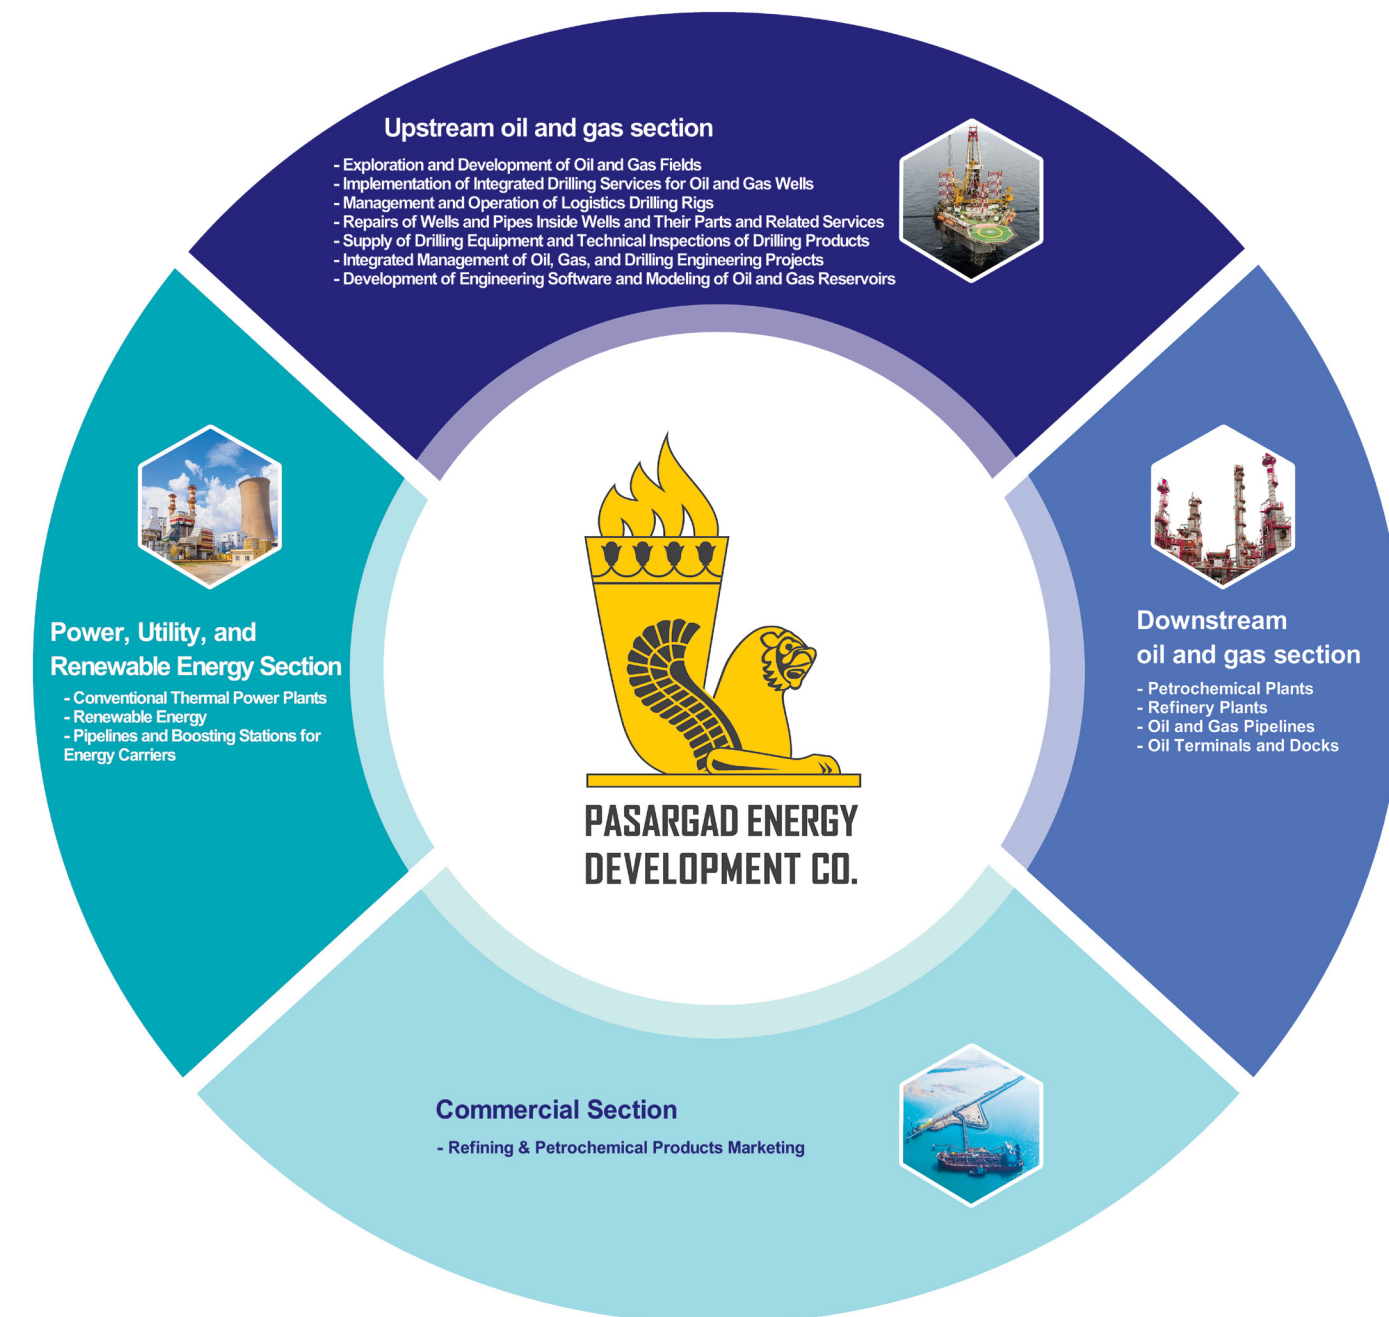 Upstream oil and gas section
- Exploration and Development of Oil and Gas Fields
- Implementation of Integrated Drilling Services for Oil and Gas Wells
- Management and Operation of Logistics Drilling Rigs
- Repairs of Wells and Pipes Inside Wells and Their Parts and Related Services
- Supply of Drilling Equipment and Technical Inspections of Drilling Products
- Integrated Management of Oil, Gas, and Drilling Engineering Projects
- Development of Engineering Software and Modeling of Oil and Gas Reservoirs
Power, Utility, and
Renewable Energy Section
- Conventional Thermal Power Plants
- Renewable Energy
- Pipelines and Boosting Stations for
Energy Carriers
PASARGAD ENERGY
DEVELOPMENT CO.
Downstream
oil and gas section
- Petrochemical Plants
- Refinery Plants
- Oil and Gas Pipelines
- Oil Terminals and Docks
Commercial Section
- Refining & Petrochemical Products Marketing